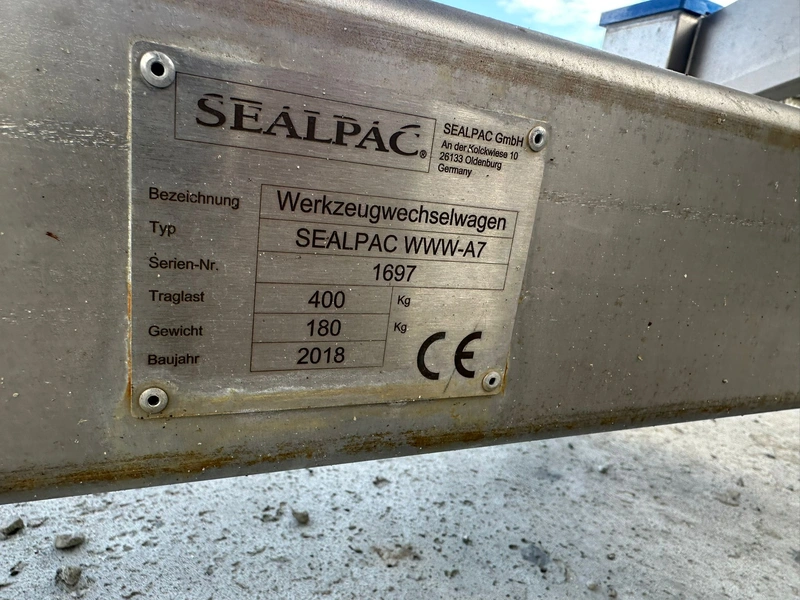 SEALPAC®
SEALPAC GmbH
An der Kolckwiese 10
26133 Oldenburg
Germany
Bezeichnung Werkzeugwechselwagen
Typ SEALPAC WWW-A7
Serien-Nr. 1697
Traglast 400 Kg
Gewicht 180 Kg
Baujahr 2018
CE